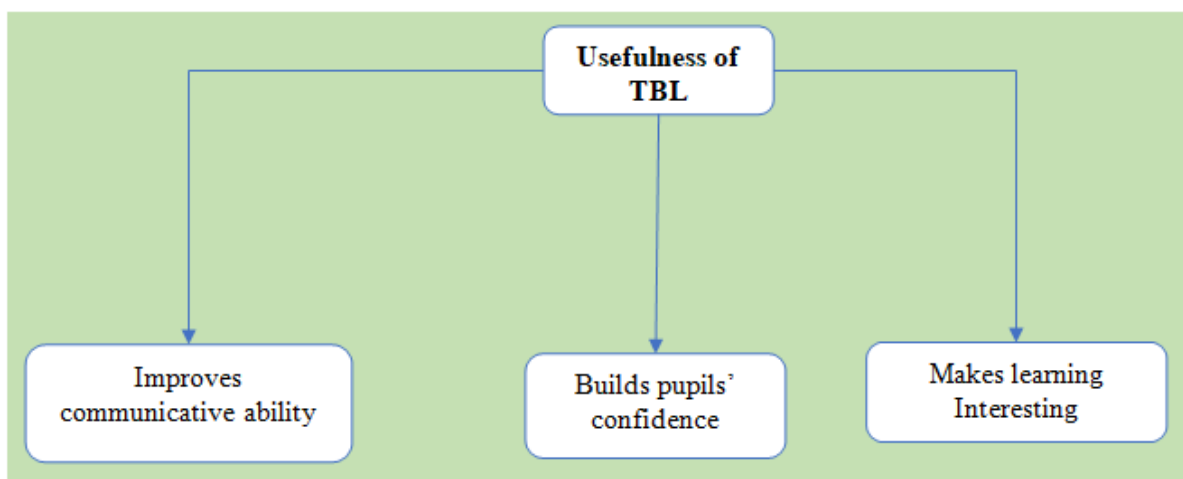 Usefulness of
TBL
Improves
communicative ability
Builds pupils’
confidence
Makes learning
Interesting